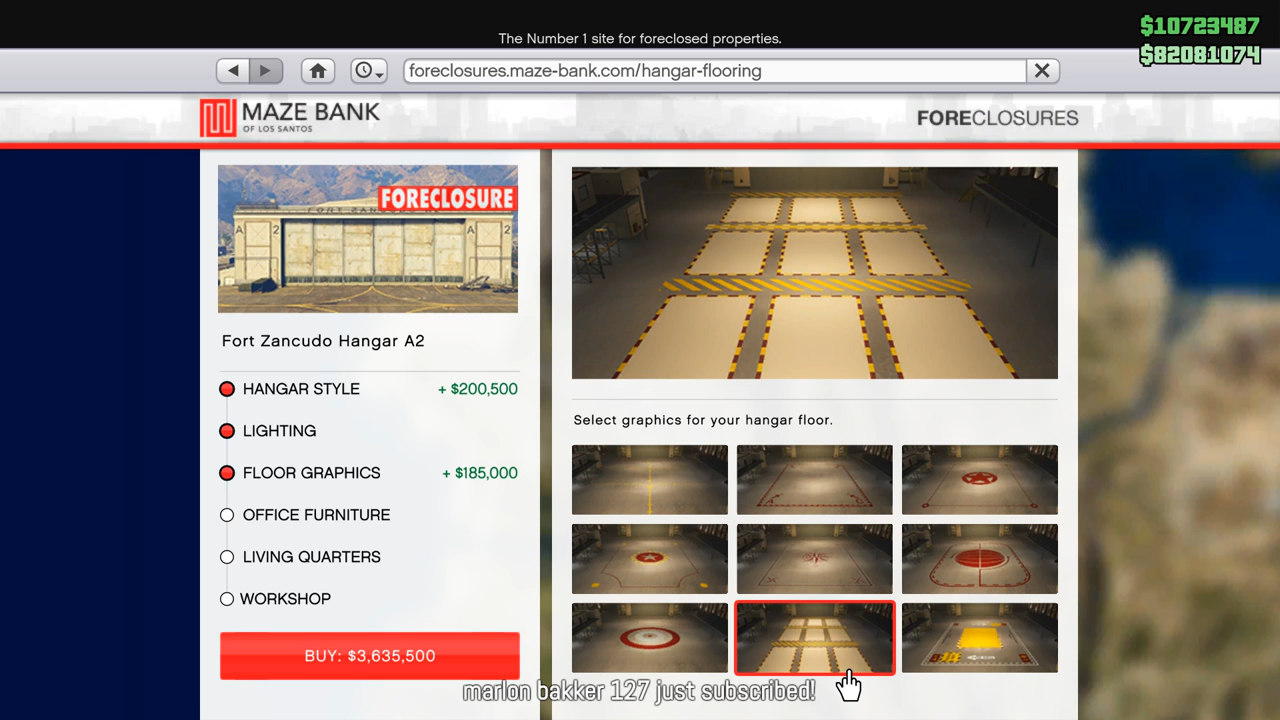 $10723487
The Number 1 site for foreclosed properties.
$82081074
foreclosures.maze-bank.com/hangar-flooring
MAZE BANK
OF LOS SANTOS
FORECLOSURES
FORECLOSURE
A 2
A 2
Fort Zancudo Hangar A2
HANGAR STYLE + $200,500
LIGHTING
FLOOR GRAPHICS + $185,000
OFFICE FURNITURE
LIVING QUARTERS
WORKSHOP
BUY: $3,635,500
Select graphics for your hangar floor.
marlon bakker 127 just subscribed!